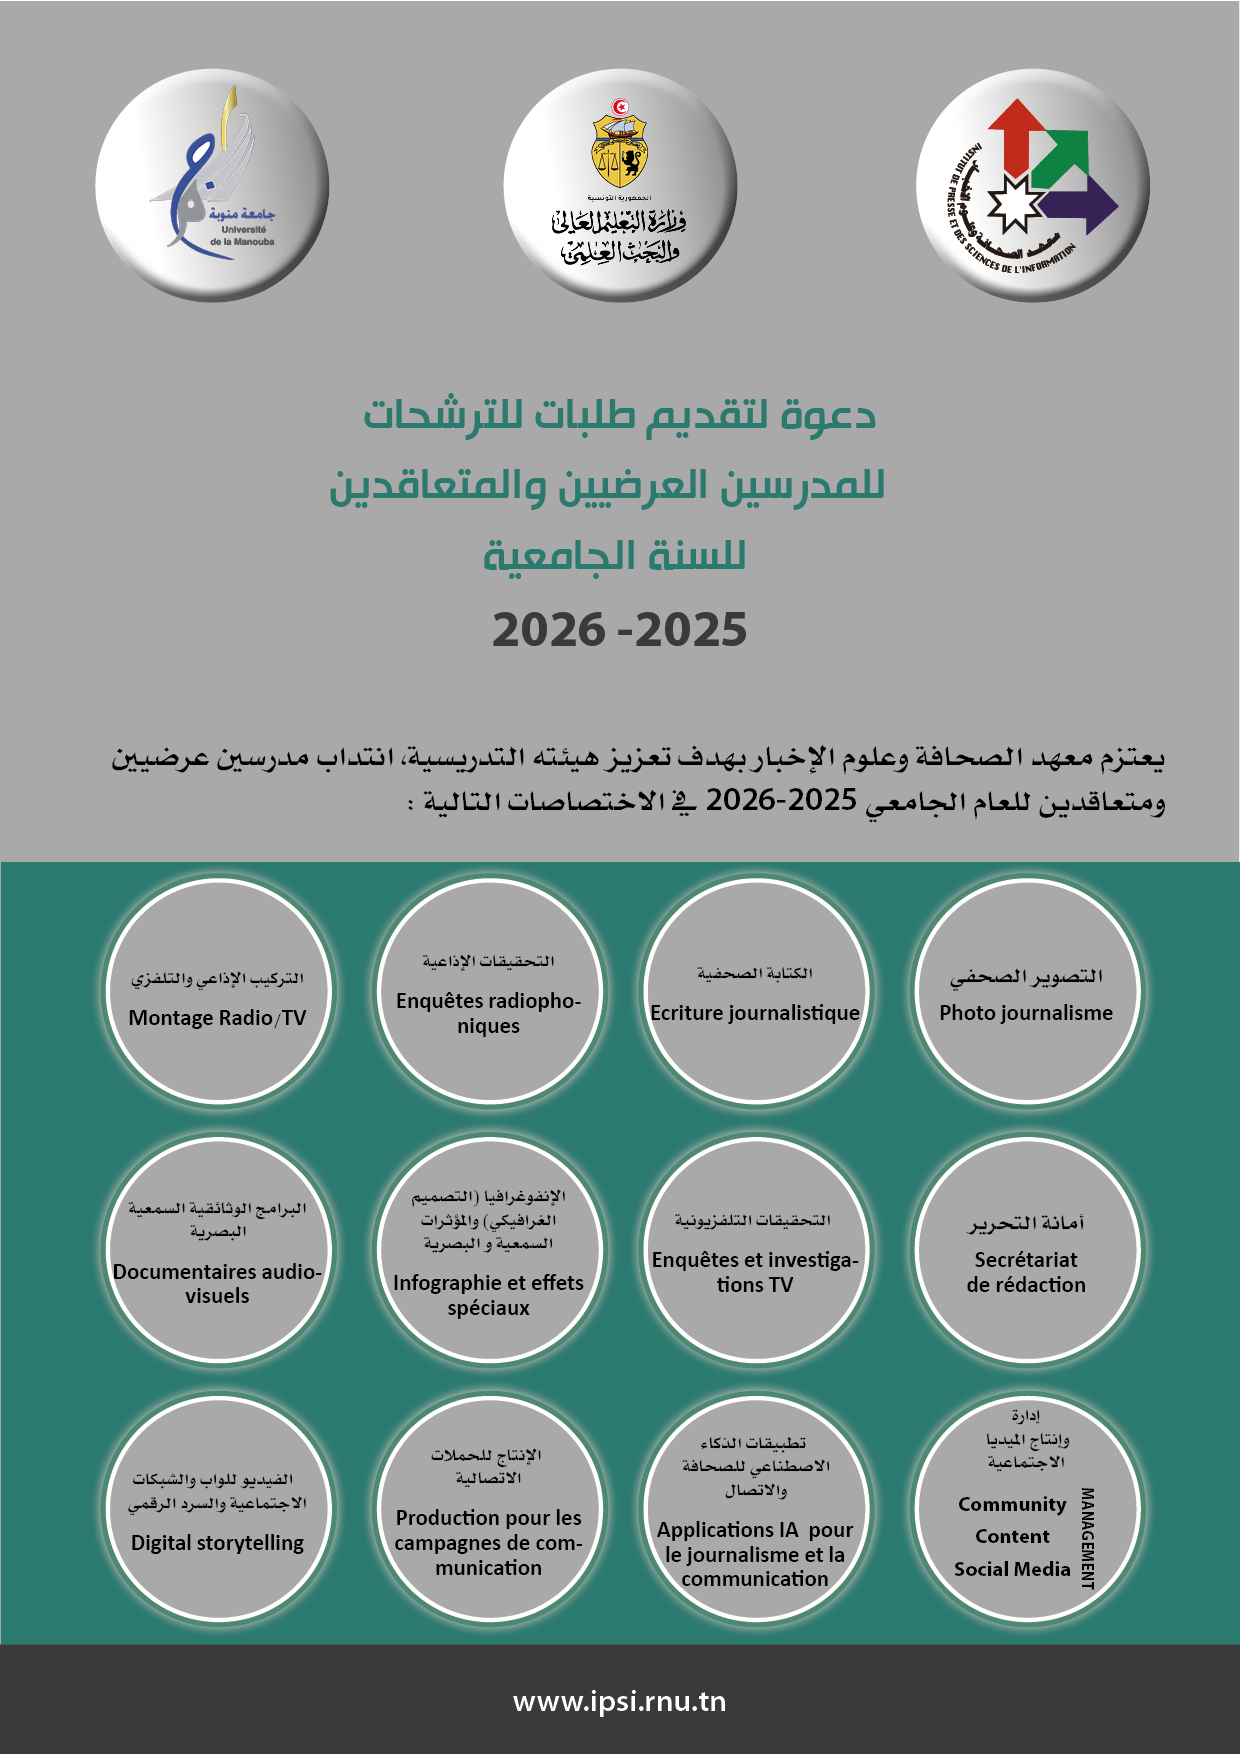 معهد الصحافة وعلوم الإخبار
INSTITUT DE PRESSE ET DES SCIENCES DE L'INFORMATION
الجمهورية التونسية
وزارة التعليم العالي
والبحث العلمي
جامعة منوبة
Université
de la Manouba
دعوة لتقديم طلبات للترشحات
للمدرسين العرضيين والمتعاقدين
للسنة الجامعية
2026 -2025
يعتزم معهد الصحافة وعلوم الإخبار بهدف تعزيز هيئته التدريسية، انتداب مدرسين عرضيين
ومتعاقدين للعام الجامعي 2025-2026 في الاختصاصات التالية :
التصوير الصحفي
Photo journalisme
الكتابة الصحفية
Ecriture journalistique
التحقيقات الإذاعية
Enquêtes radiopho-
niques
التركيب الإذاعي والتلفزي
Montage Radio/TV
أمانة التحرير
Secrétariat
de rédaction
التحقيقات التلفزيونية
Enquêtes et investiga-
tions TV
الإنفوغرافيا (التصميم
الغرافيكي) والمؤثرات
السمعية و البصرية
Infographie et effets
spéciaux
البرامج الوثائقية السمعية
البصرية
Documentaires audio-
visuels
إدارة
وإنتاج الميديا
الاجتماعية
Community
Content
Social Media
MANAGEMENT
تطبيقات الذكاء
الاصطناعي للصحافة
والاتصال
Applications IA  pour
le journalisme et la
communication
الإنتاج للحملات
الاتصالية
Production pour les
campagnes de com-
munication
الفيديو للواب والشبكات
الاجتماعية والسرد الرقمي
Digital storytelling
www.ipsi.rnu.tn